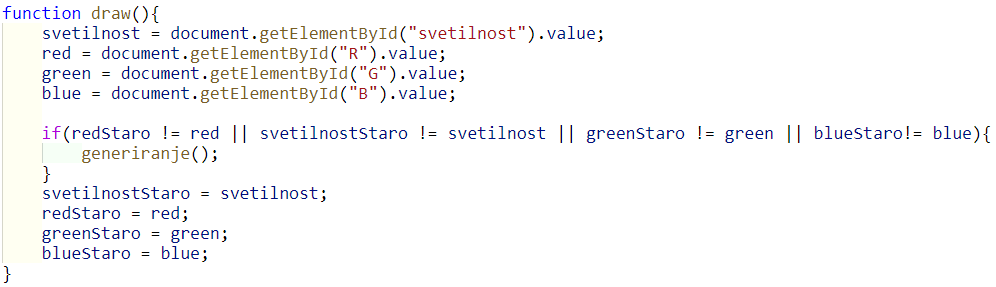 function draw(){
    svetilnost = document.getElementById("svetilnost").value;
    red = document.getElementById("R").value;
    green = document.getElementById("G").value;
    blue = document.getElementById("B").value;

    if(redStaro != red || svetilnostStaro != svetilnost || greenStaro != green || blueStaro!= blue){
        generiranje();
    }
    svetilnostStaro = svetilnost;
    redStaro = red;
    greenStaro = green;
    blueStaro = blue;
}